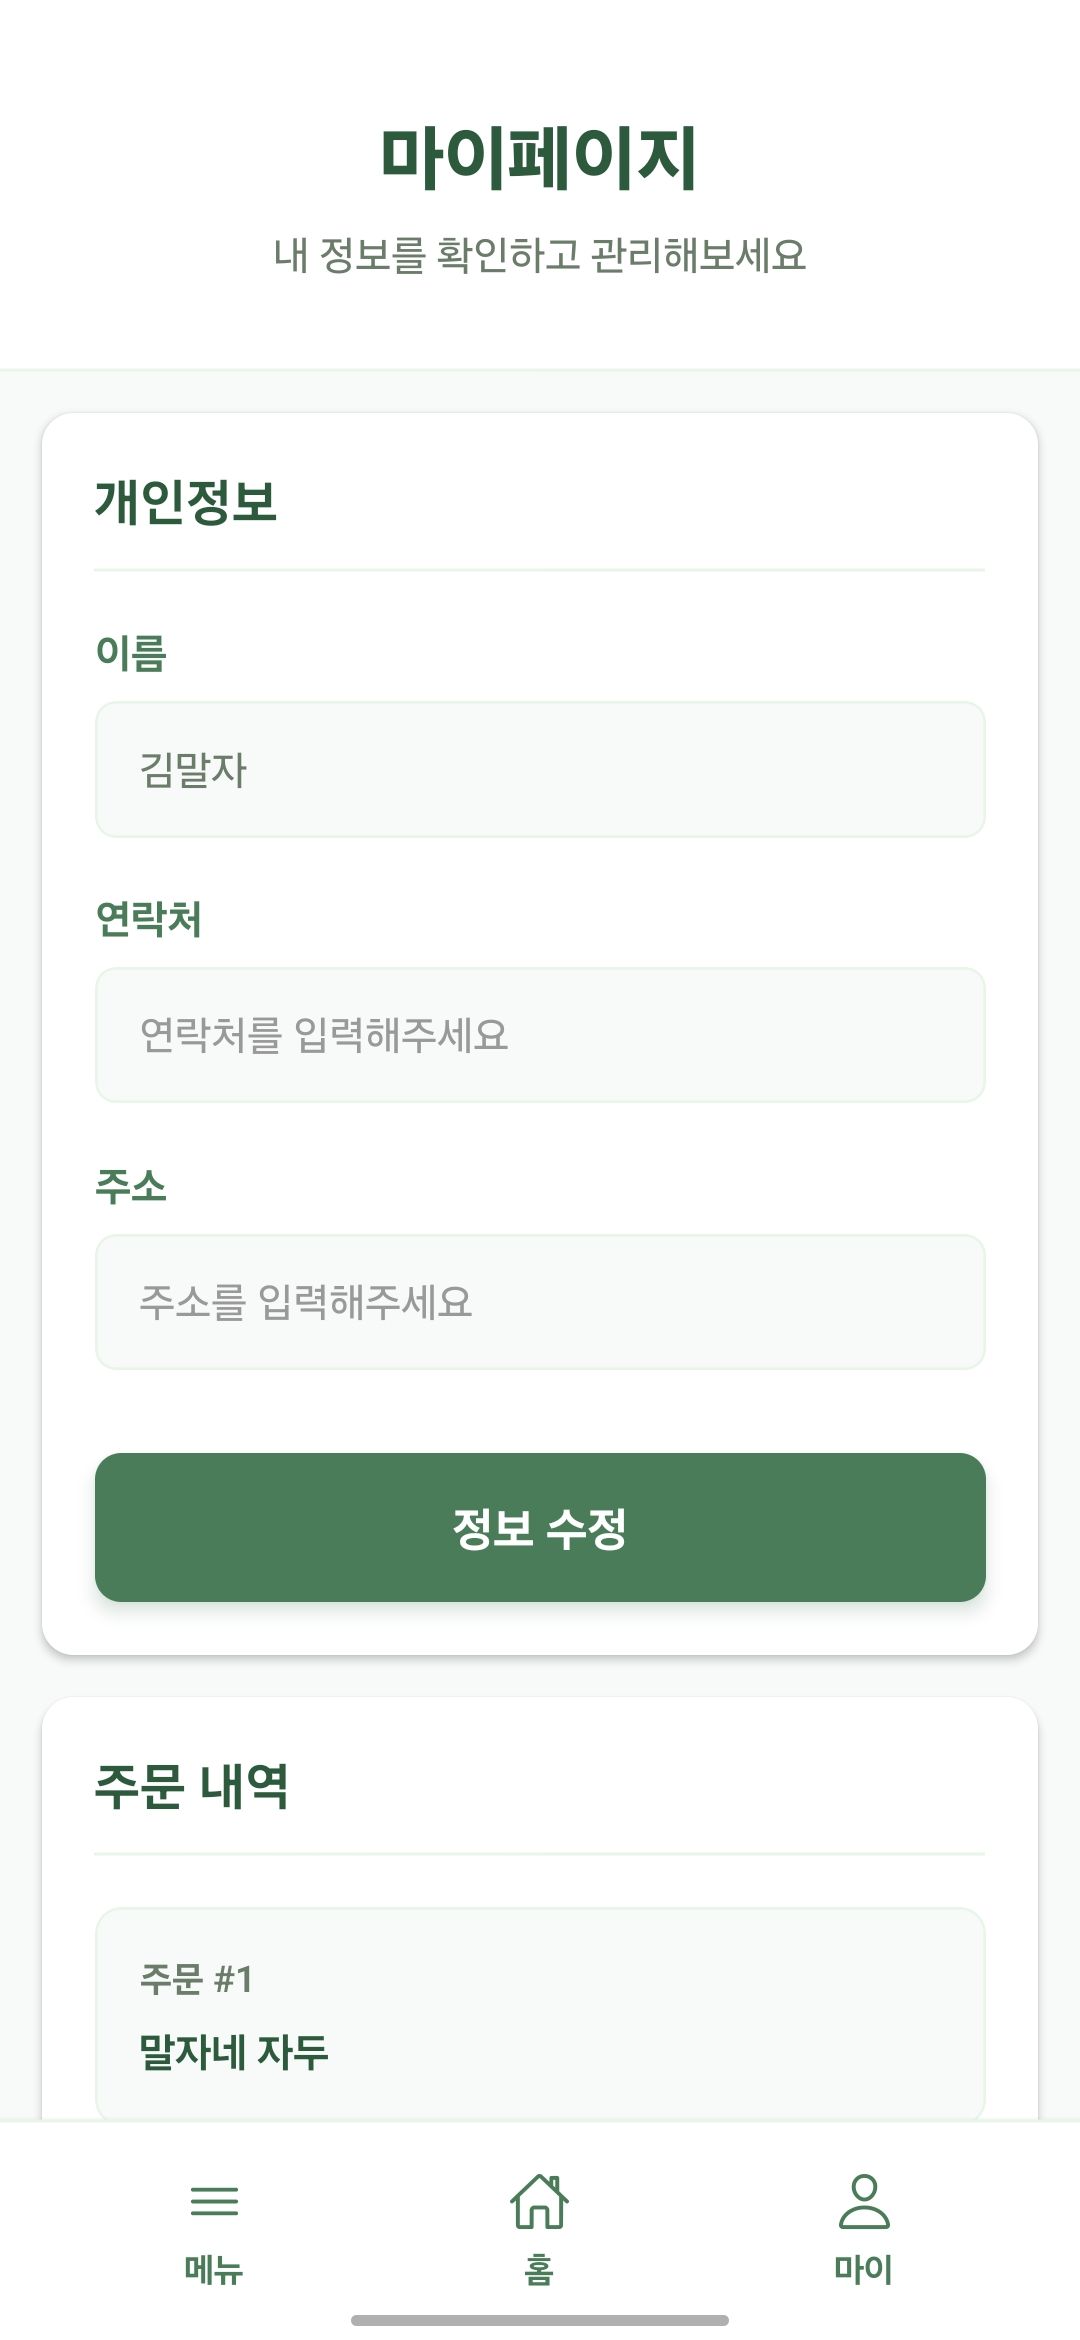 마이페이지
내 정보를 확인하고 관리해보세요
개인정보
이름
김말자
연락처
연락처를 입력해주세요
주소
주소를 입력해주세요
정보 수정
주문 내역
주문 #1
말자네 자두
메뉴
홈
마이